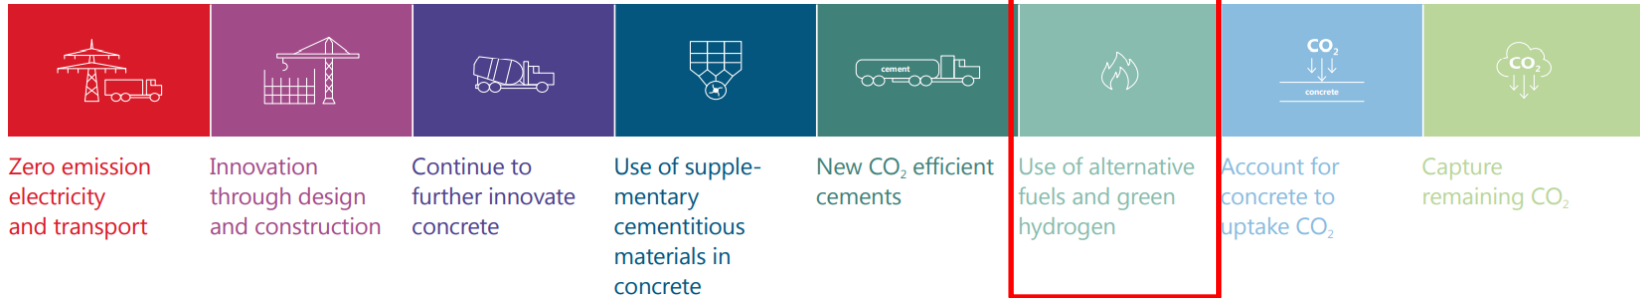 cement
CO₂
concrete
CO₂
Zero emission
electricity
and transport
Innovation
through design
and construction
Continue to
further innovate
concrete
Use of supple-
mentary
cementitious
materials in
concrete
New CO₂ efficient
cements
Use of alternative
fuels and green
hydrogen
Account for
concrete to
uptake CO₂
Capture
remaining CO₂